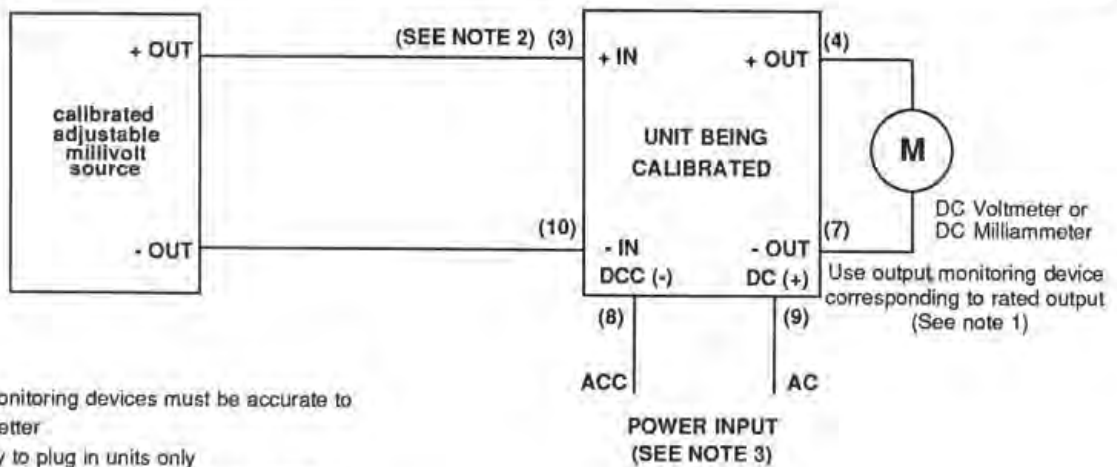 + OUT
calibrated
adjustable
millivolt
source
- OUT
(SEE NOTE 2) (3)
(10)
+ IN
+ OUT
UNIT BEING
CALIBRATED
- IN
- OUT
DCC (-)
DC (+)
(4)
(7)
M
DC Voltmeter or
DC Milliammeter
Use output monitoring device
corresponding to rated output
(See note 1)
(8)
(9)
ACC
AC
POWER INPUT
(SEE NOTE 3)
onitoring devices must be accurate to
etter
y to plug in units only